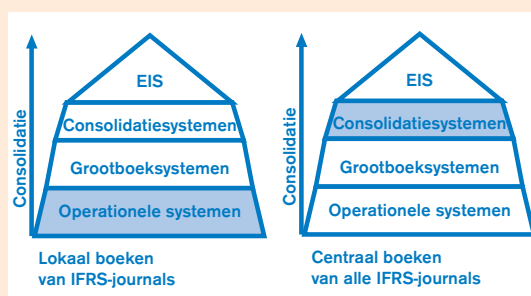 Consolidatie
EIS
Consolidatiesystemen
Grootboeksystemen
Operationele systemen
Lokaal boeken
van IFRS-journals
Consolidatie
EIS
Consolidatiesystemen
Grootboeksystemen
Operationele systemen
Centraal boeken
van alle IFRS-journals